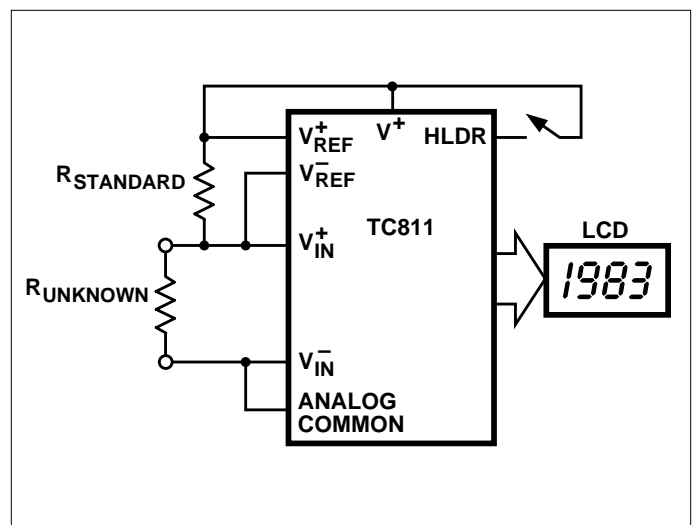 V+REF
V+
HLDR
V−REF
RSTANDARD
TC811
LCD
V+IN
1983
RUNKNOWN
V−IN
ANALOG
COMMON